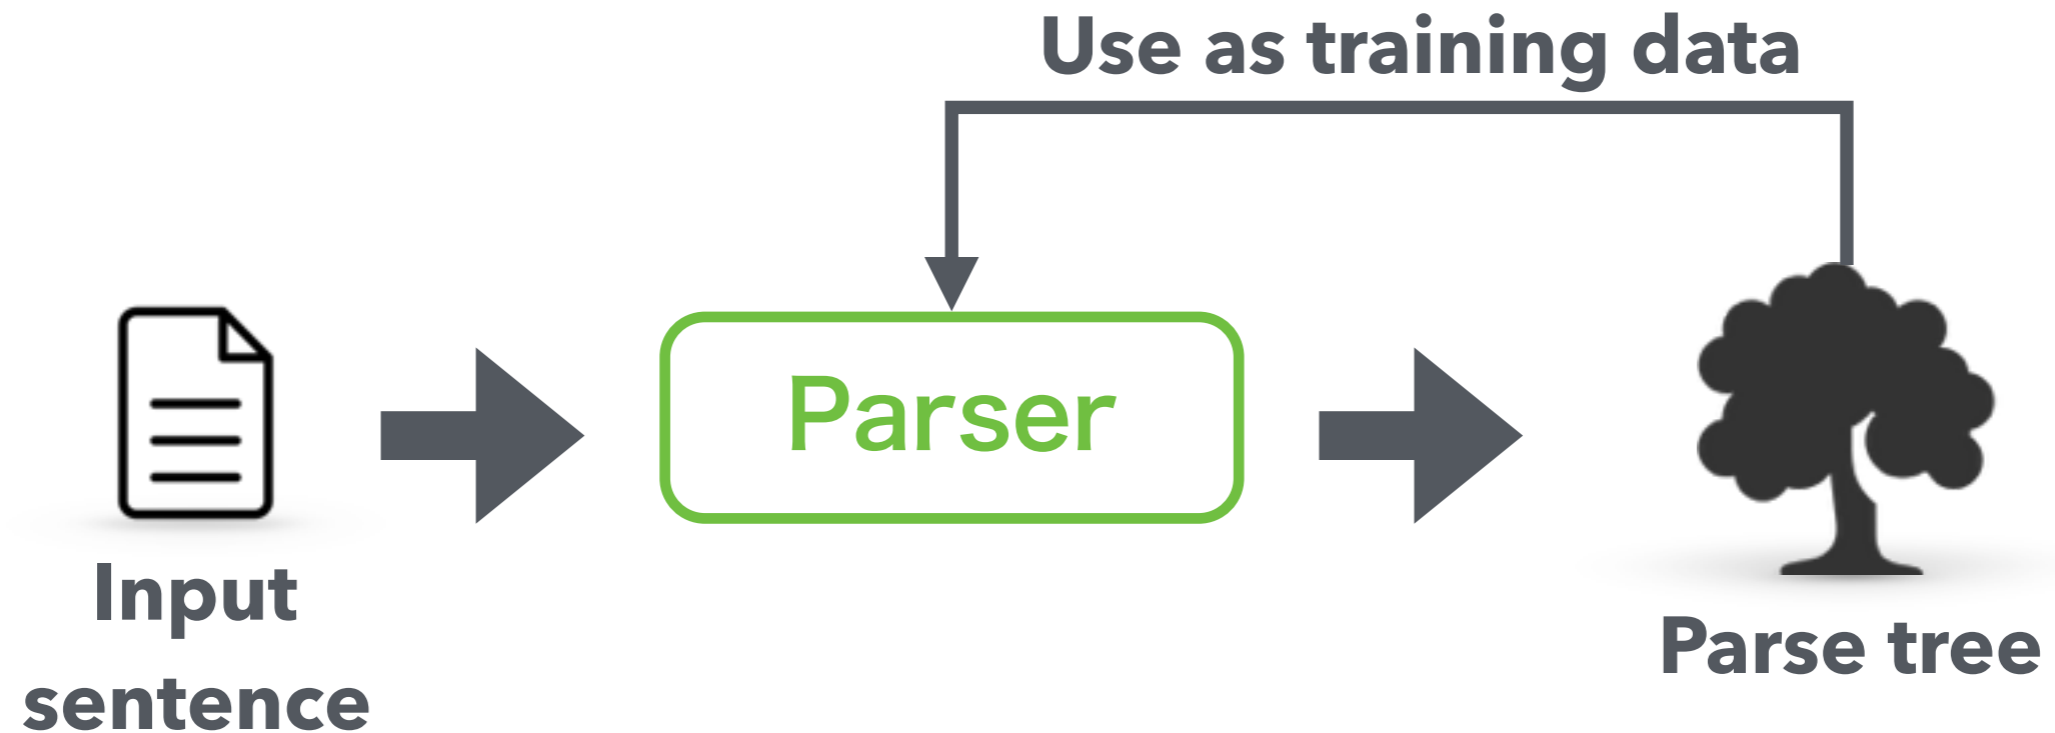 Use as training data
Parser
Input
sentence
Parse tree